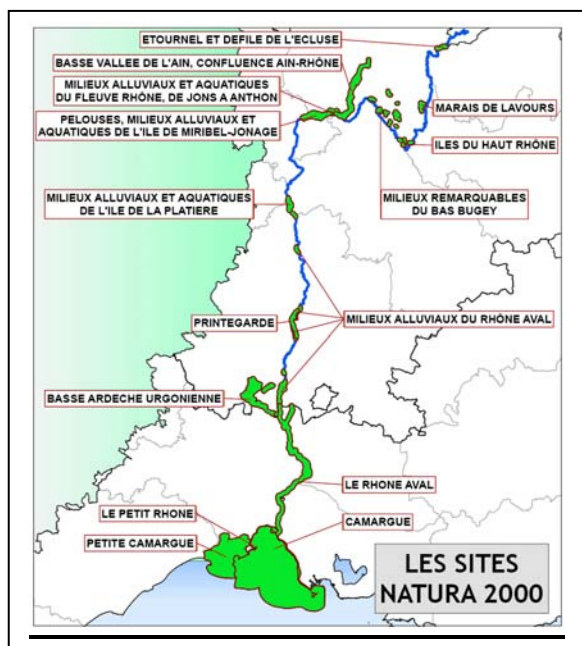 ETOURNEL ET DEFILE DE L'ECLUSE
BASSE VALLEE DE L'AIN, CONFLUENCE AIN-RHÔNE
MILIEUX ALLUVIAUX ET AQUATIQUES
DU FLEUVE RHÔNE, DE JONS A ANTHON
MARAIS DE LAVOURS
PELOUSES, MILIEUX ALLUVIAUX ET
AQUATIQUES DE L'ILE DE MIRIBEL-JONAGE
ILES DU HAUT RHÔNE
MILIEUX ALLUVIAUX ET AQUATIQUES
DE L'ILE DE LA PLATIERE
MILIEUX REMARQUABLES
DU BAS BUGEY
PRINTEGARDE
MILIEUX ALLUVIAUX DU RHÔNE AVAL
BASSE ARDECHE URGONIENNE
LE RHONE AVAL
LE PETIT RHONE
CAMARGUE
PETITE CAMARGUE
LES SITES
NATURA 2000